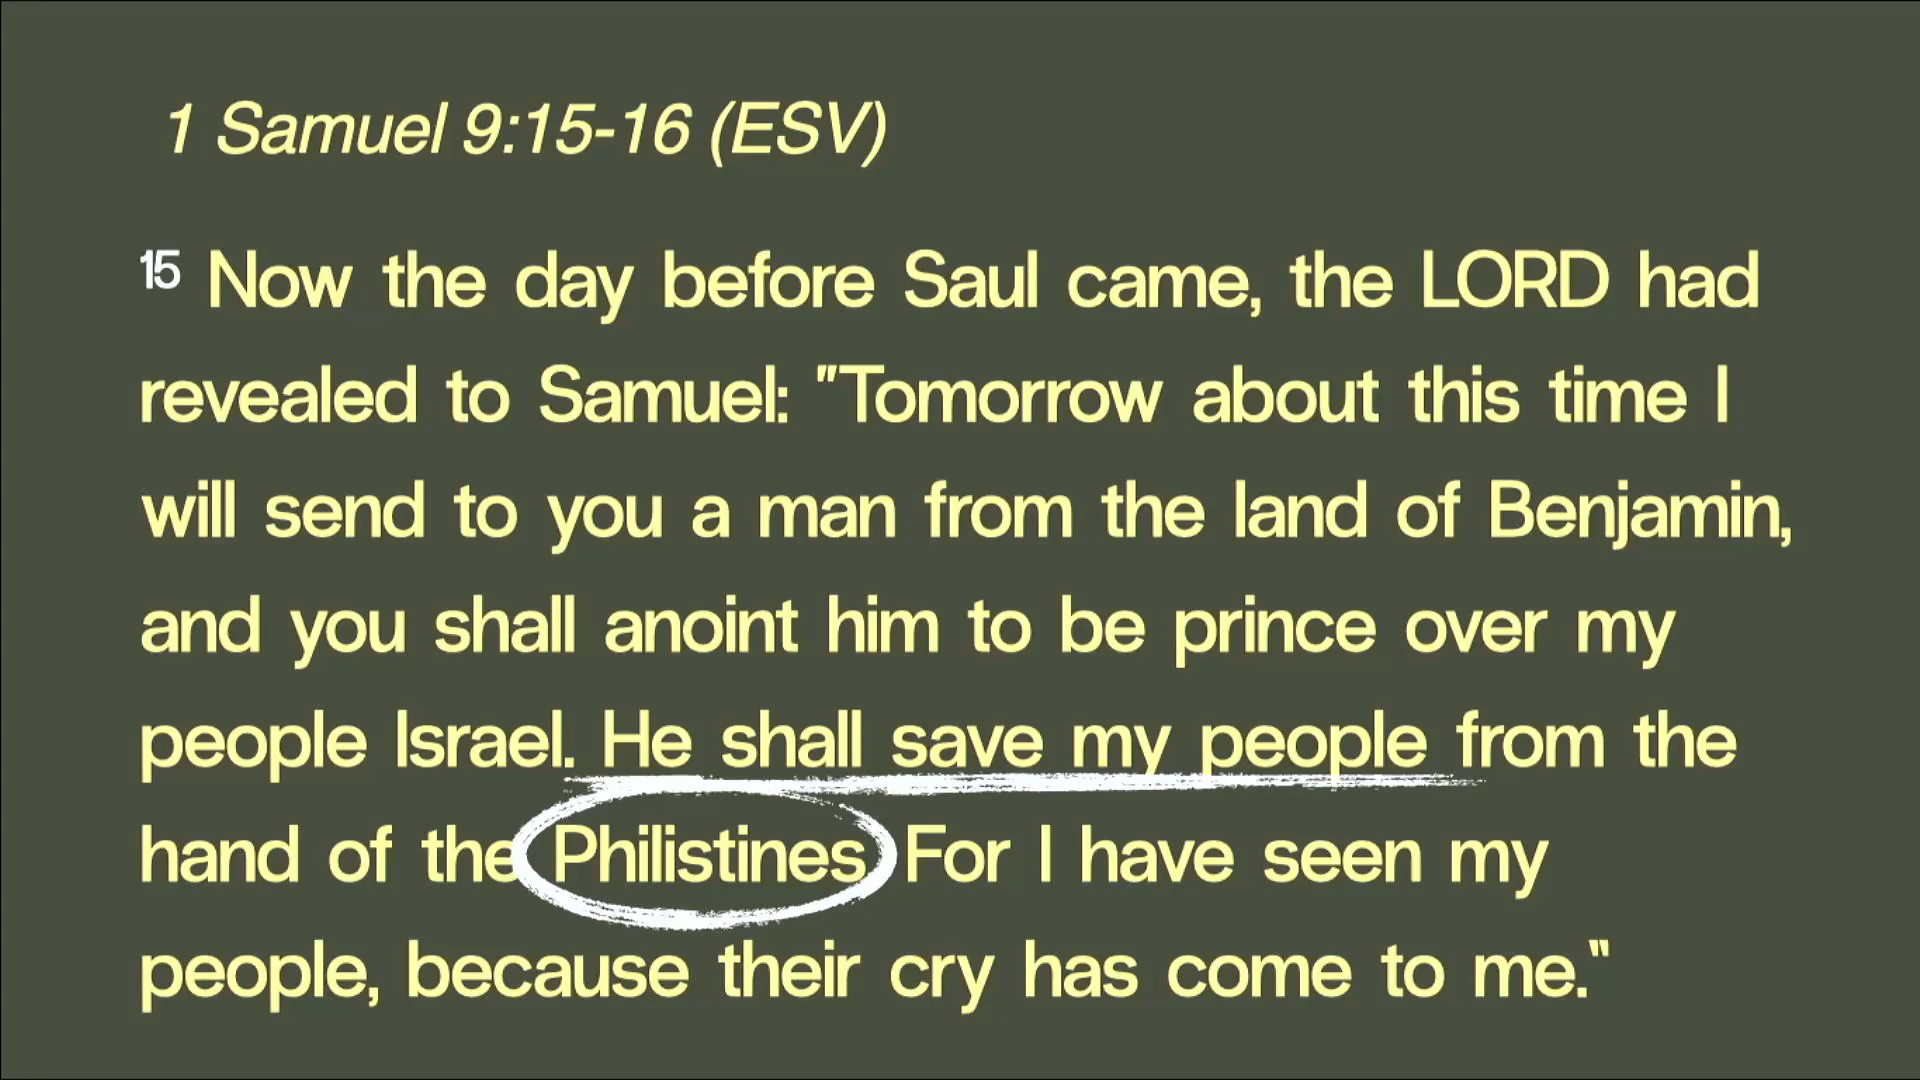 1 Samuel 9:15-16 (ESV)
15 Now the day before Saul came, the LORD had
revealed to Samuel: "Tomorrow about this time I
will send to you a man from the land of Benjamin,
and you shall anoint him to be prince over my
people Israel. He shall save my people from the
hand of the Philistines For I have seen my
people, because their cry has come to me."